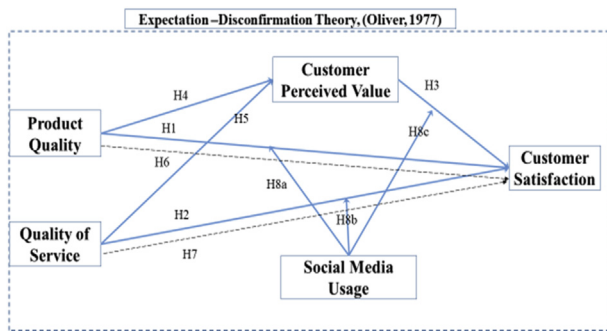 Expectation –Disconfirmation Theory, (Oliver, 1977)
Customer
Perceived Value
H3
H4
H5
Product
Quality
H1
H8c
H6
Customer
Satisfaction
H8a
Quality of
Service
H2
H8b
H7
Social Media
Usage